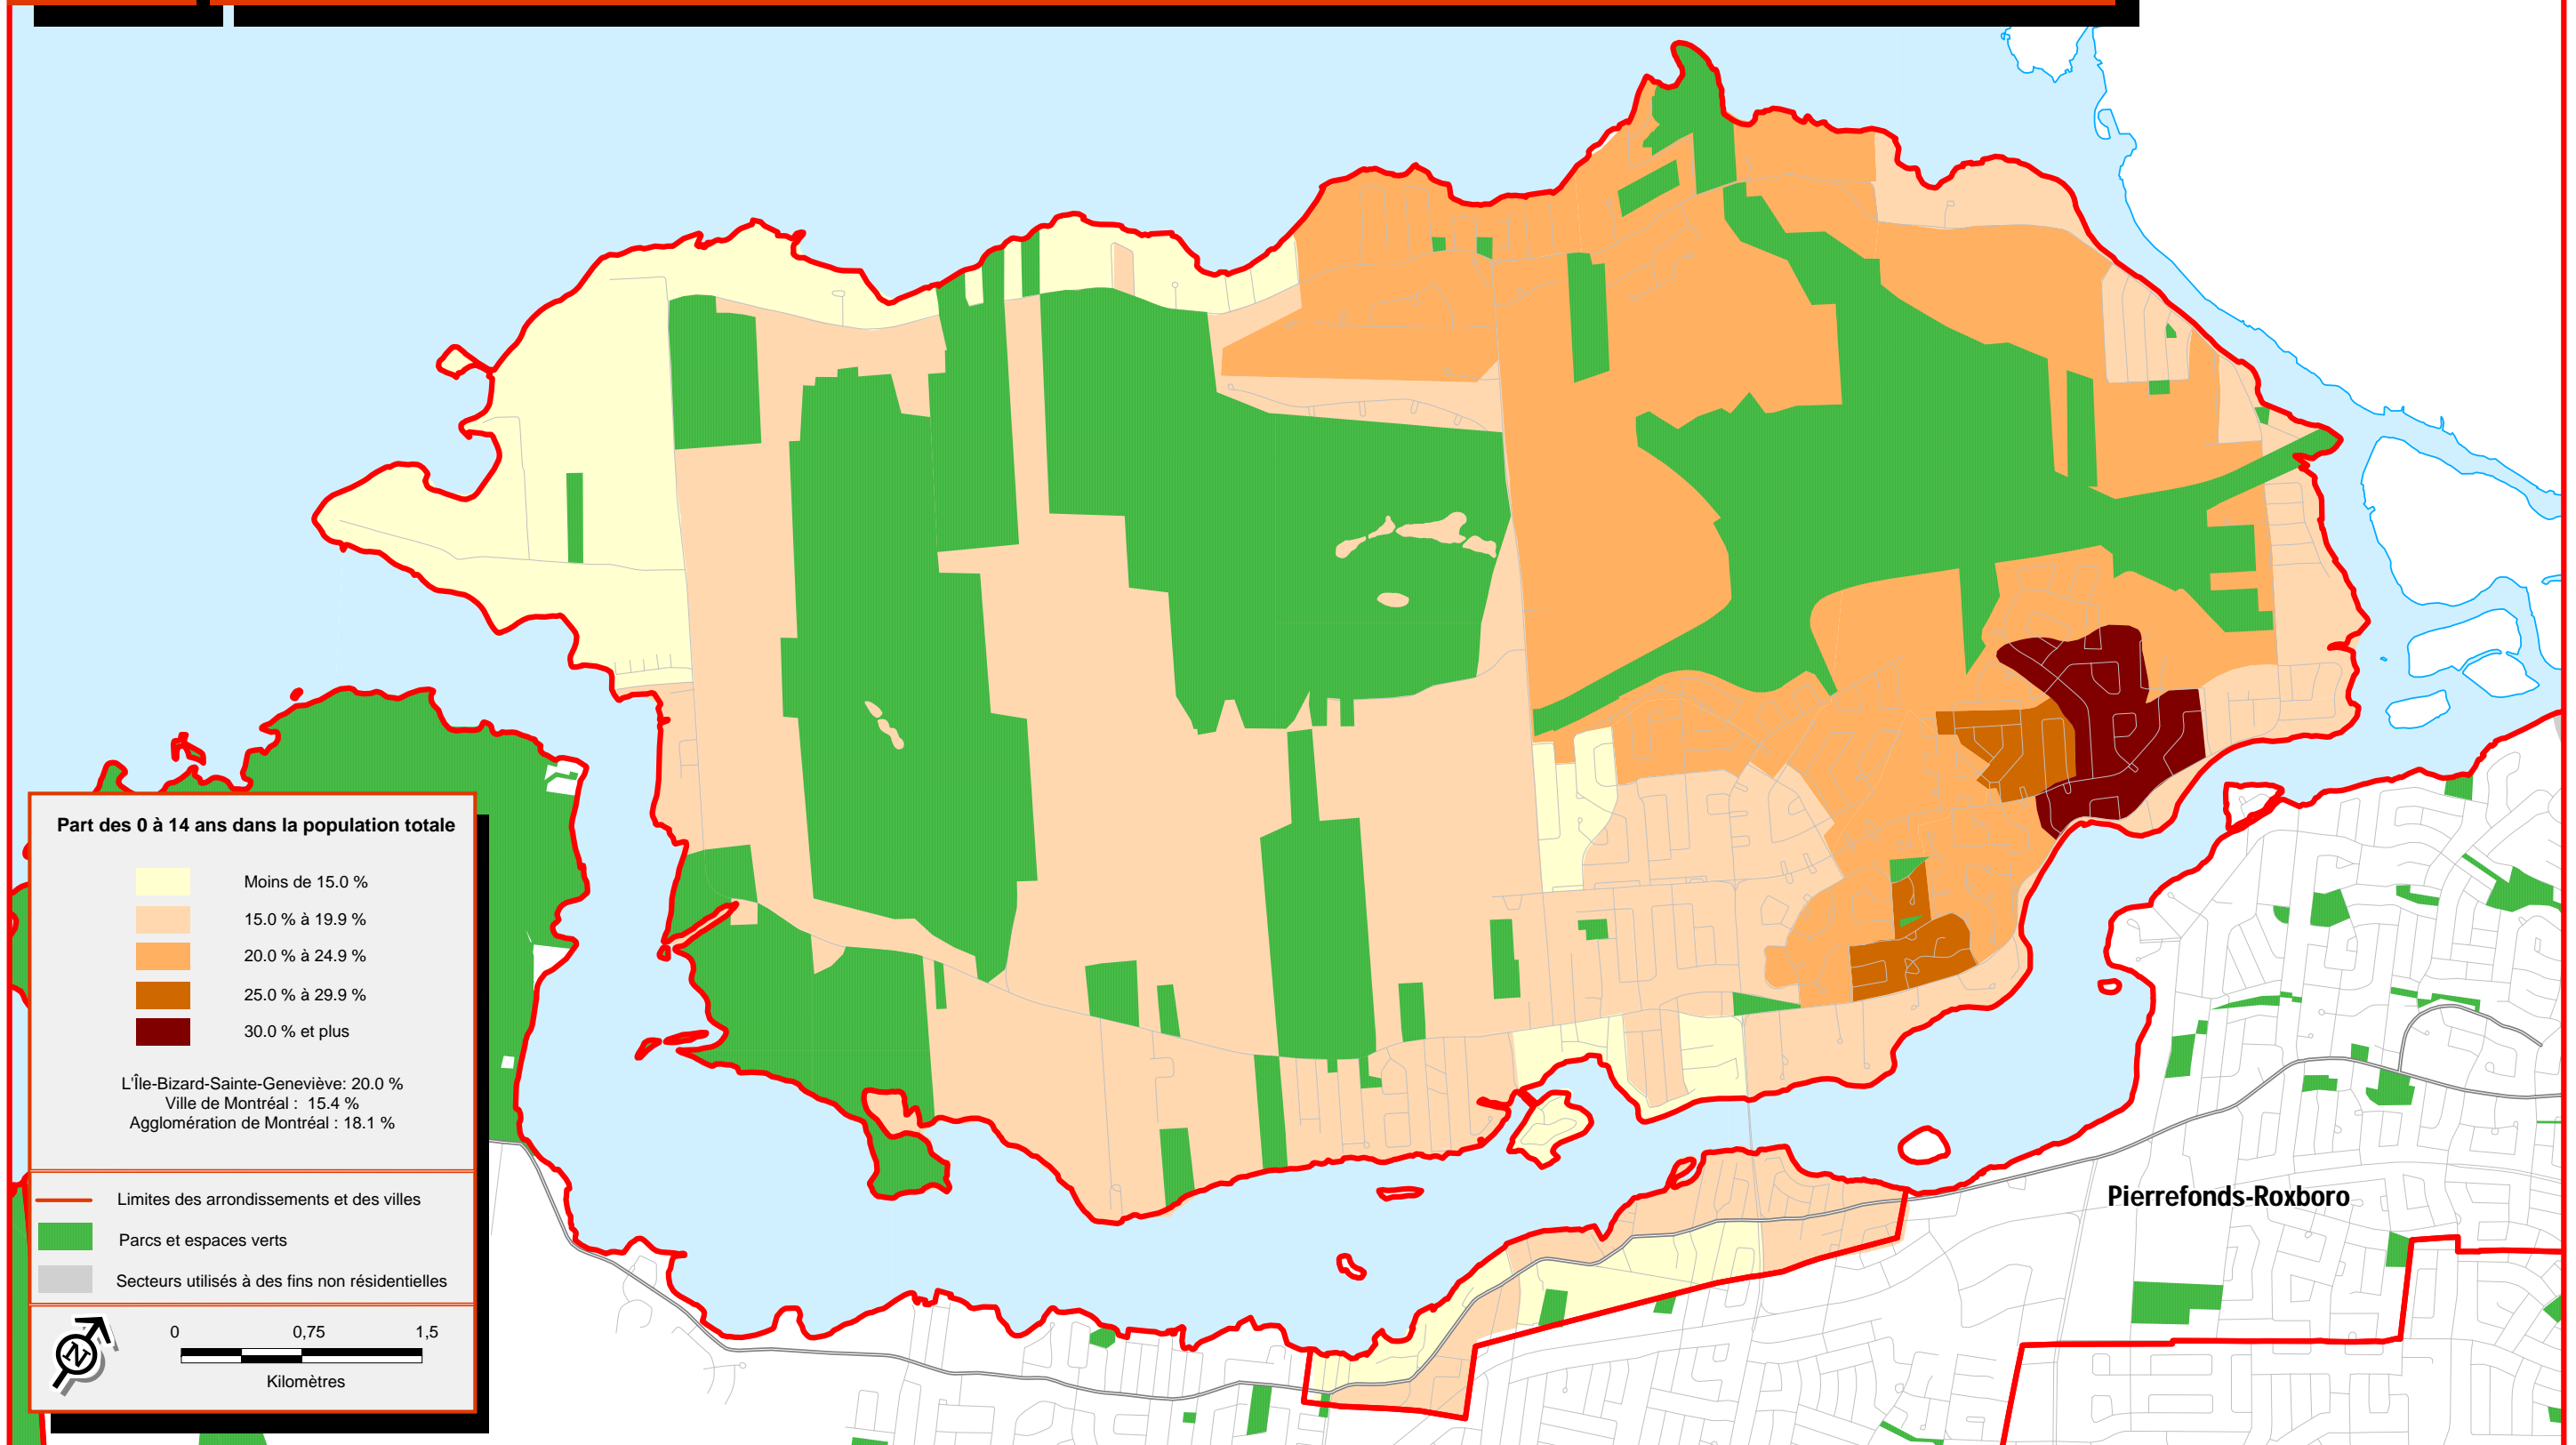 Part des 0 à 14 ans dans la population totale
Moins de 15.0 %
15.0 % à 19.9 %
20.0 % à 24.9 %
25.0 % à 29.9 %
30.0 % et plus
L'Île-Bizard-Sainte-Geneviève: 20.0 %
Ville de Montréal : 15.4 %
Agglomération de Montréal : 18.1 %
Limites des arrondissements et des villes
Parcs et espaces verts
Secteurs utilisés à des fins non résidentielles
N
0 0,75 1,5
Kilomètres
Pierrefonds-Roxboro